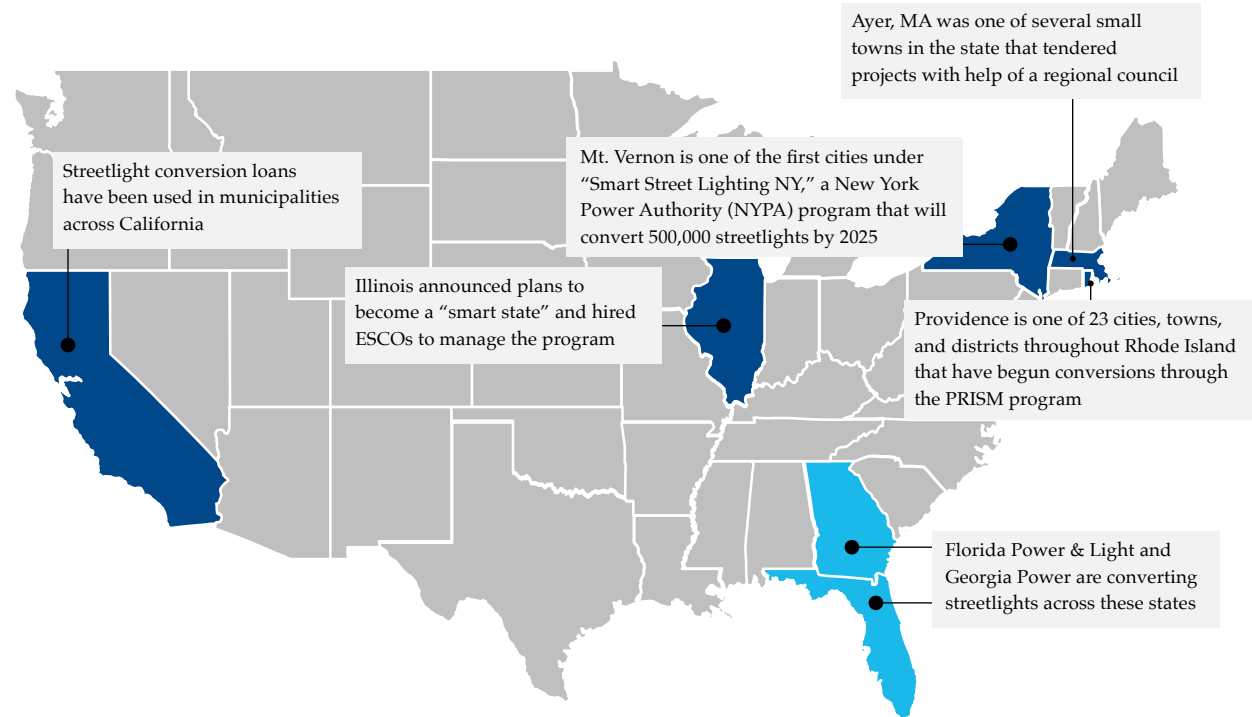 Ayer, MA was one of several small
towns in the state that tendered
projects with help of a regional council
Streetlight conversion loans
have been used in municipalities
across California
Mt. Vernon is one of the first cities under
“Smart Street Lighting NY,” a New York
Power Authority (NYPA) program that will
convert 500,000 streetlights by 2025
Illinois announced plans to
become a “smart state” and hired
ESCOs to manage the program
Providence is one of 23 cities, towns,
and districts throughout Rhode Island
that have begun conversions through
the PRISM program
Florida Power & Light and
Georgia Power are converting
streetlights across these states